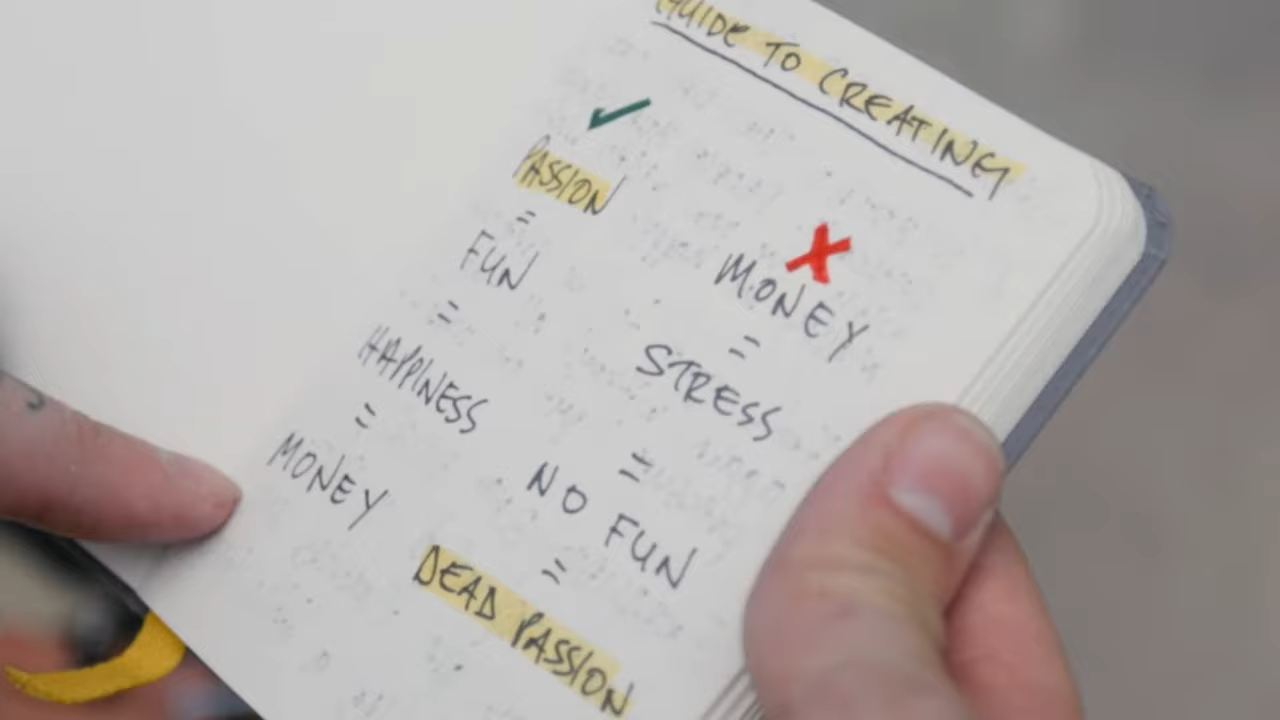 GUIDE TO CREATING
✓
PASSION
=
FUN
=
HAPPINESS
=
MONEY
✗
MONEY
=
STRESS
=
NO FUN
=
DEAD PASSION